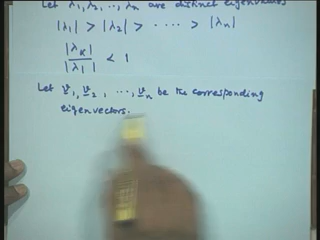 Let λ₁, λ₂, .., λₙ are distinct eigenvalues
|λ₁| > |λ₂| > - - - - > |λₙ|
|λ_K| / |λ₁| < 1
Let v₁, v₂, ..., vₙ be the corresponding
eigenvectors.